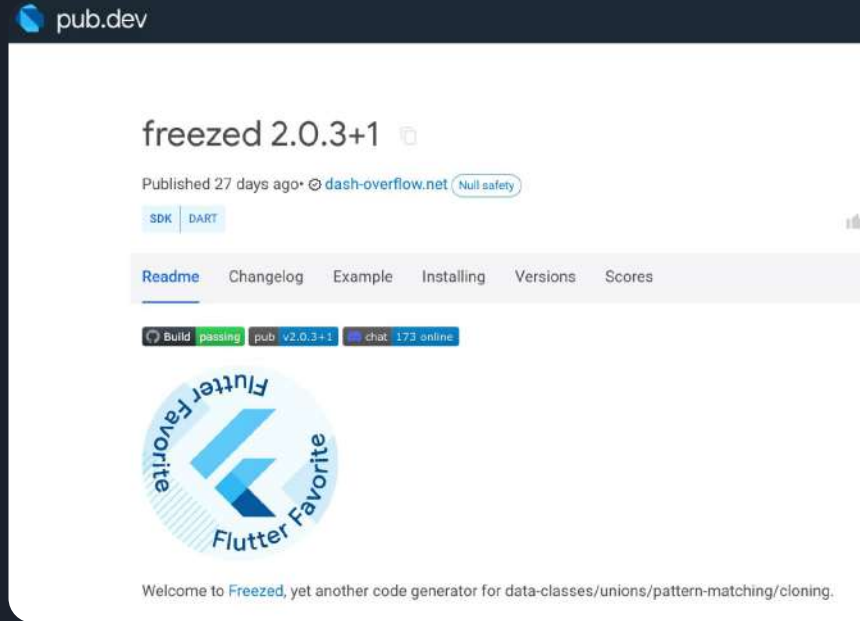 pub.dev
freezed 2.0.3+1
Published 27 days ago• dash-overflow.net Null safety
SDK DART
Readme Changelog Example Installing Versions Scores
Build passing pub v2.0.3+1 chat 173 online
Flutter Favorite
Flutter Favorite
Welcome to Freezed, yet another code generator for data-classes/unions/pattern-matching/cloning.